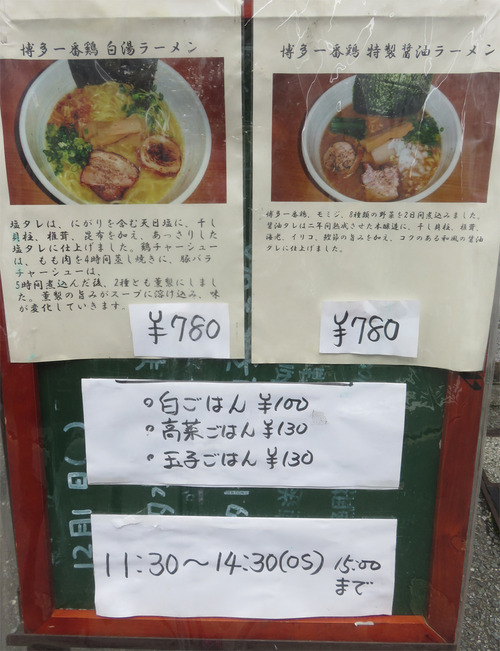 博多一番鶏 白湯ラーメン
塩タレは、にがりを含む天日塩に、干し
貝柱、椎茸、昆布を加え、あっさりした
塩タレに仕上げました。鶏チャーシュー
は、もも肉を4時間蒸し焼きに、豚バラ
チャーシューは、
5時間煮込んだ後、2種とも薫製にしまし
た。薫製の旨みがスープに溶け込み、味
が変化していきます。
¥780
博多一番鶏 特製醤油ラーメン
博多一番鶏、モミジ、8種類の野菜を2日間煮込みました。
醤油タレは二年間熟成させた本醸造に、干し貝柱、椎茸、
海老、イリコ、鰹節の旨みを加え、コクのある和風の醤油
タレに仕上げました。
¥780
○白ごはん ¥100
○高菜ごはん ¥130
○玉子ごはん ¥130
11:30〜14:30(OS) 15:00
まで
12月1日( )